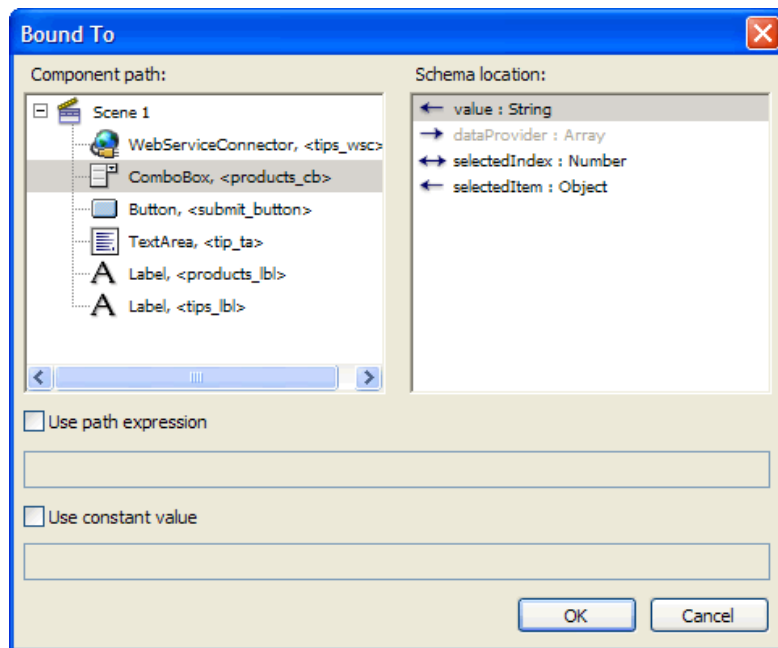 Bound To
Component path:
Scene 1
WebServiceConnector, <tips_wsc>
ComboBox, <products_cb>
Button, <submit_button>
TextArea, <tip_ta>
Label, <products_lbl>
Label, <tips_lbl>
Schema location:
value : String
dataProvider : Array
selectedIndex : Number
selectedItem : Object
Use path expression
Use constant value
OK
Cancel